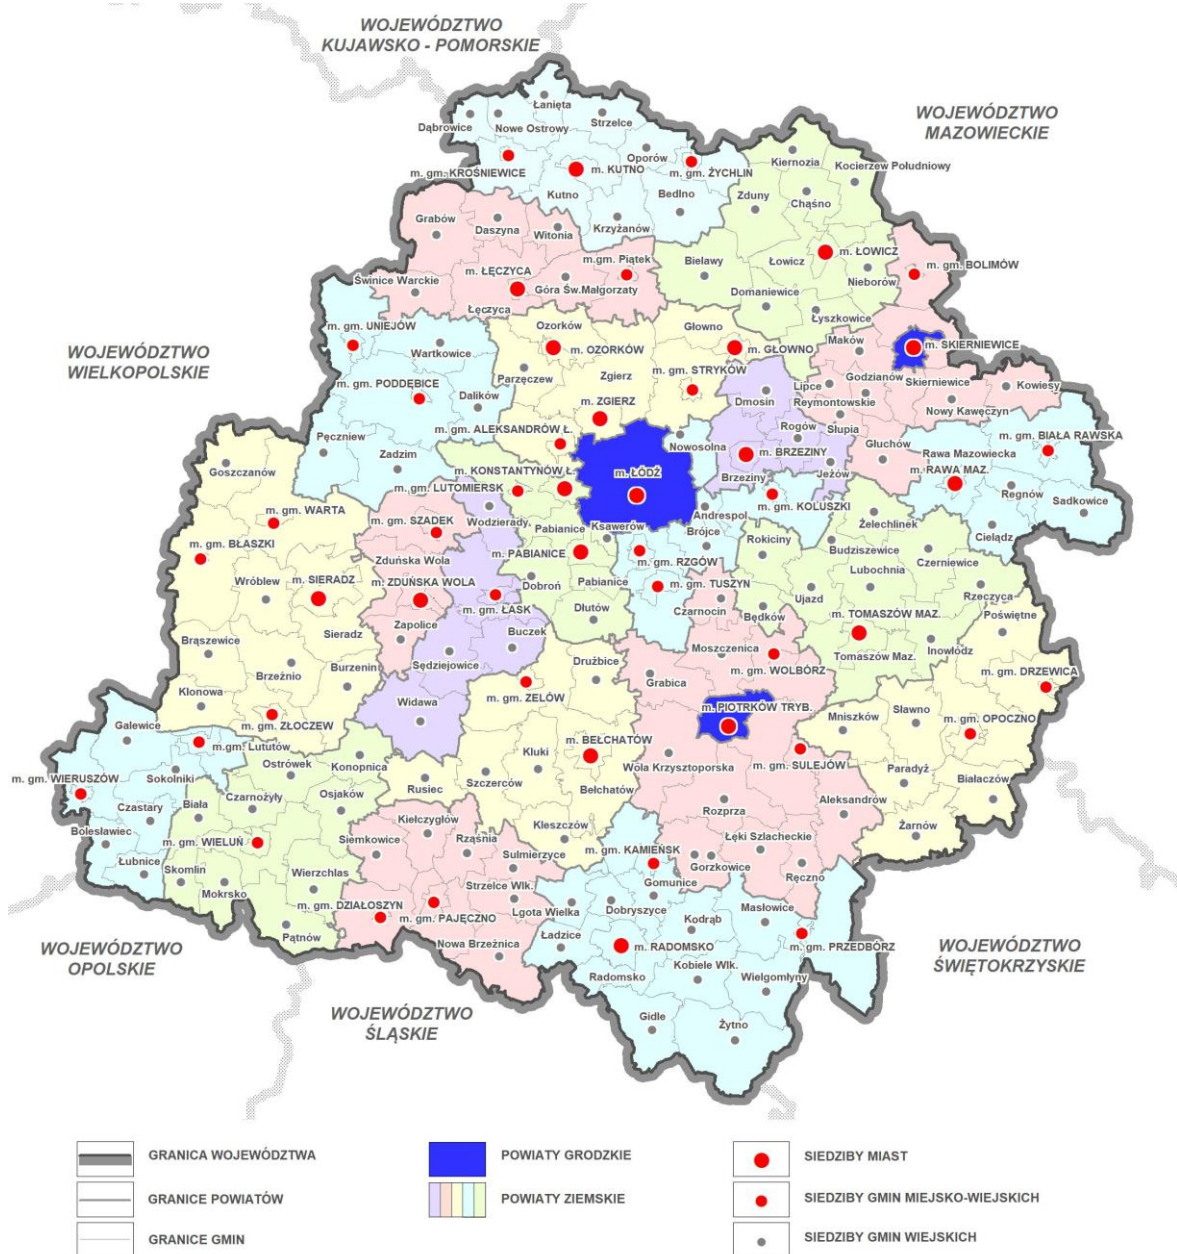 WOJEWÓDZTWO
KUJAWSKO - POMORSKIE
WOJEWÓDZTWO
MAZOWIECKIE
Łanięta
Dąbrowice
Nowe Ostrowy
Strzelce
Oporów
m. gm. KROŚNIEWICE
m. KUTNO
m. gm. ŻYCHLIN
Kutno
Bedlno
Krzyżanów
Kiernozia
Kocierzew Południowy
Zduny
Chąśno
Grabów
Daszyna
Witonia
m. ŁĘCZYCA
m.gm. Piątek
Świnice Warckie
Góra Św.Małgorzaty
Łęczyca
Bielawy
Łowicz
m. ŁOWICZ
Nieborów
m. gm. BOLIMÓW
Domaniewice
Łyszkowice
m. gm. UNIEJÓW
Wartkowice
Ozorków
m. OZORKÓW
Głowno
m. GŁOWNO
Maków
m. SKIERNIEWICE
WOJEWÓDZTWO
WIELKOPOLSKIE
m. gm. PODDĘBICE
Parzęczew
Zgierz
m. gm. STRYKÓW
Dmosin
Lipce
Reymontowskie
Godzianów
Skierniewice
Kowiesy
Nowy Kawęczyn
Dalików
m. ZGIERZ
Słupia
m. gm. ALEKSANDRÓW Ł.
Nowosolna
Rogów
m. BRZEZINY
Głuchów
Rawa Mazowiecka
m. gm. BIAŁA RAWSKA
Pęczniew
Zadzim
Goszczanów
m. KONSTANTYNÓW Ł.
m. ŁÓDŹ
Brzeziny
Jeżów
m. RAWA MAZ.
Regnów
Sadkowice
m. gm. LUTOMIERSK
m. gm. KOLUSZKI
m. gm. WARTA
m. gm. SZADEK
Wodzierady
Pabianice
Ksawerów
Andrespol
Brójce
Żelechlinek
Cielądz
m. gm. BŁASZKI
Zduńska Wola
m. PABIANICE
m. gm. RZGÓW
Rokiciny
Budziszewice
Czerniewice
Wróblew
m. SIERADZ
m. ZDUŃSKA WOLA
Dobroń
Pabianice
m. gm. TUSZYN
Lubochnia
Rzeczyca
m. gm. ŁASK
Dłutów
Czarnocin
Będków
Ujazd
m. TOMASZÓW MAZ.
Poświętne
Zapolice
Sieradz
Buczek
Brąszewice
Sędziejowice
Drużbice
Moszczenica
m. gm. WOLBÓRZ
Tomaszów Maz.
Inowłódz
m. gm. DRZEWICA
Brzeźnio
Burzenin
m. gm. ZELÓW
Grabica
Klonowa
Widawa
m. PIOTRKÓW TRYB.
Mniszków
Sławno
m. gm. OPOCZNO
m. gm. ZŁOCZEW
Galewice
m.gm. Lututów
Kluki
m. BEŁCHATÓW
m. gm. SULEJÓW
Paradyż
Białaczów
m. gm. WIERUSZÓW
Sokolniki
Ostrówek
Konopnica
Szczerców
Wola Krzysztoporska
Rusiec
Bełchatów
Czastary
Biała
Czarnożyły
Osjaków
Rozprza
Aleksandrów
Bolesławiec
Kiełczygłów
Kleszczów
Żarnów
m. gm. WIELUŃ
Siemkowice
Rząśnia
Sulmierzyce
Łęki Szlacheckie
Łubnice
Skomlin
Wierzchlas
m. gm. KAMIEŃSK
Gorzkowice
Ręczno
Mokrsko
Strzelce Wlk.
Gomunice
m. gm. DZIAŁOSZYN
m. gm. PAJĘCZNO
Lgota Wielka
Dobryszyce
Kodrąb
Masłowice
Pątnów
Nowa Brzeźnica
Ładzice
m. RADOMSKO
m. gm. PRZEDBÓRZ
Radomsko
Kobiele Wlk.
Wielgomłyny
Gidle
Żytno
WOJEWÓDZTWO
OPOLSKIE
WOJEWÓDZTWO
ŚLĄSKIE
WOJEWÓDZTWO
ŚWIĘTOKRZYSKIE
GRANICA WOJEWÓDZTWA
GRANICE POWIATÓW
GRANICE GMIN
POWIATY GRODZKIE
POWIATY ZIEMSKIE
SIEDZIBY MIAST
SIEDZIBY GMIN MIEJSKO-WIEJSKICH
SIEDZIBY GMIN WIEJSKICH